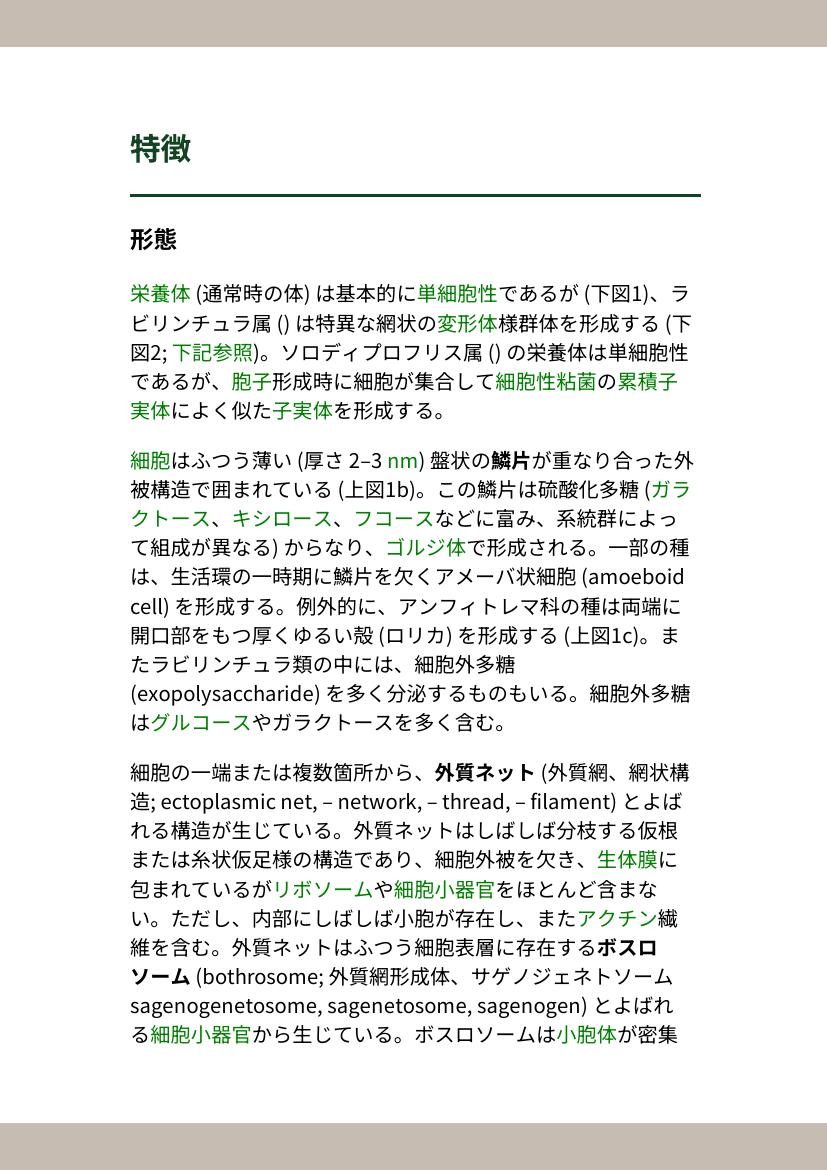 特徴
形態
栄養体 (通常時の体) は基本的に単細胞性であるが (下図1)、ラ
ビリンチュラ属 () は特異な網状の変形体様群体を形成する (下
図2; 下記参照)。ソロディプロフリス属 () の栄養体は単細胞性
であるが、胞子形成時に細胞が集合して細胞性粘菌の累積子
実体によく似た子実体を形成する。
細胞はふつう薄い (厚さ 2–3 nm) 盤状の鱗片が重なり合った外
被構造で囲まれている (上図1b)。この鱗片は硫酸化多糖 (ガラ
クトース、キシロース、フコースなどに富み、系統群によっ
て組成が異なる) からなり、ゴルジ体で形成される。一部の種
は、生活環の一時期に鱗片を欠くアメーバ状細胞 (amoeboid
cell) を形成する。例外的に、アンフィトレマ科の種は両端に
開口部をもつ厚くゆるい殻 (ロリカ) を形成する (上図1c)。ま
たラビリンチュラ類の中には、細胞外多糖
(exopolysaccharide) を多く分泌するものもいる。細胞外多糖
はグルコースやガラクトースを多く含む。
細胞の一端または複数箇所から、外質ネット (外質網、網状構
造; ectoplasmic net, – network, – thread, – filament) とよば
れる構造が生じている。外質ネットはしばしば分枝する仮根
または糸状仮足様の構造であり、細胞外被を欠き、生体膜に
包まれているがリボソームや細胞小器官をほとんど含まな
い。ただし、内部にしばしば小胞が存在し、またアクチン繊
維を含む。外質ネットはふつう細胞表層に存在するボスロ
ソーム (bothrosome; 外質網形成体、サゲノジェネトソーム
sagenogenetosome, sagenetosome, sagenogen) とよばれ
る細胞小器官から生じている。ボスロソームは小胞体が密集